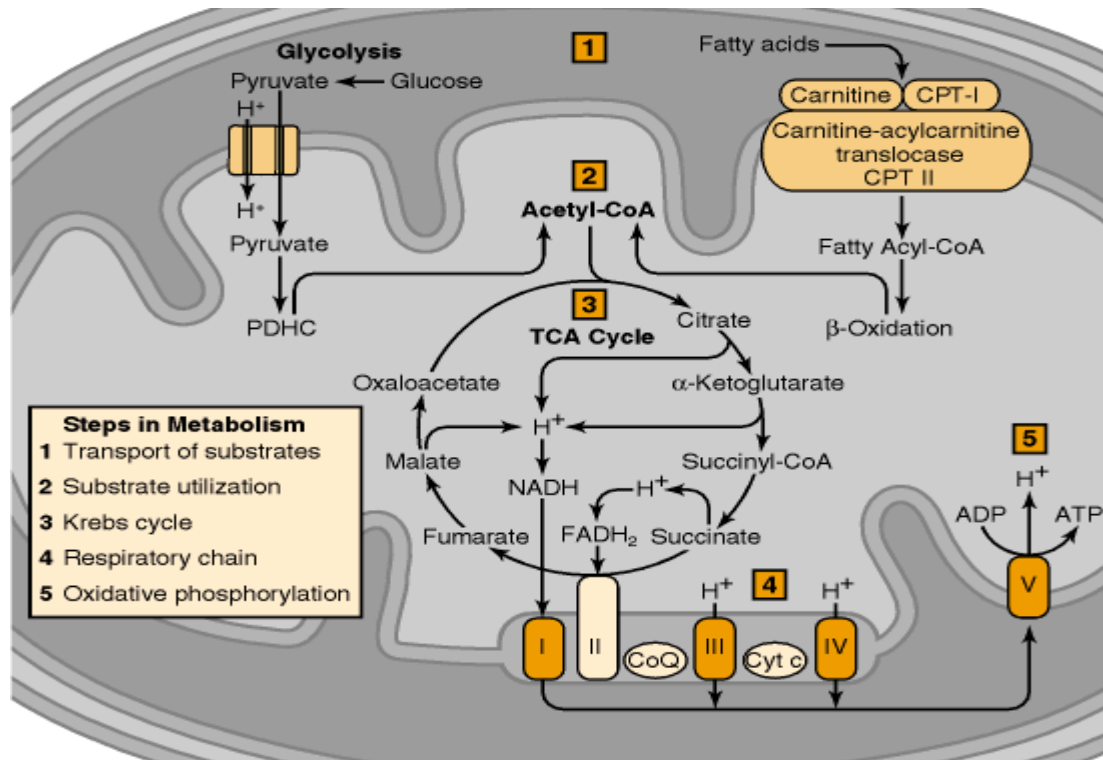 Glycolysis
Pyruvate
Glucose
H⁺
H⁺
Pyruvate
PDHC
1
2
Acetyl-CoA
Fatty acids
Carnitine
CPT-I
Carnitine-acylcarnitine
translocase
CPT II
Fatty Acyl-CoA
β-Oxidation
3
TCA Cycle
Citrate
α-Ketoglutarate
Succinyl-CoA
Succinate
Fumarate
Malate
Oxaloacetate
H⁺
NADH
H⁺
FADH₂
Steps in Metabolism
1 Transport of substrates
2 Substrate utilization
3 Krebs cycle
4 Respiratory chain
5 Oxidative phosphorylation
H⁺
4
H⁺
I
II
CoQ
III
Cyt c
IV
5
H⁺
ADP
ATP
V